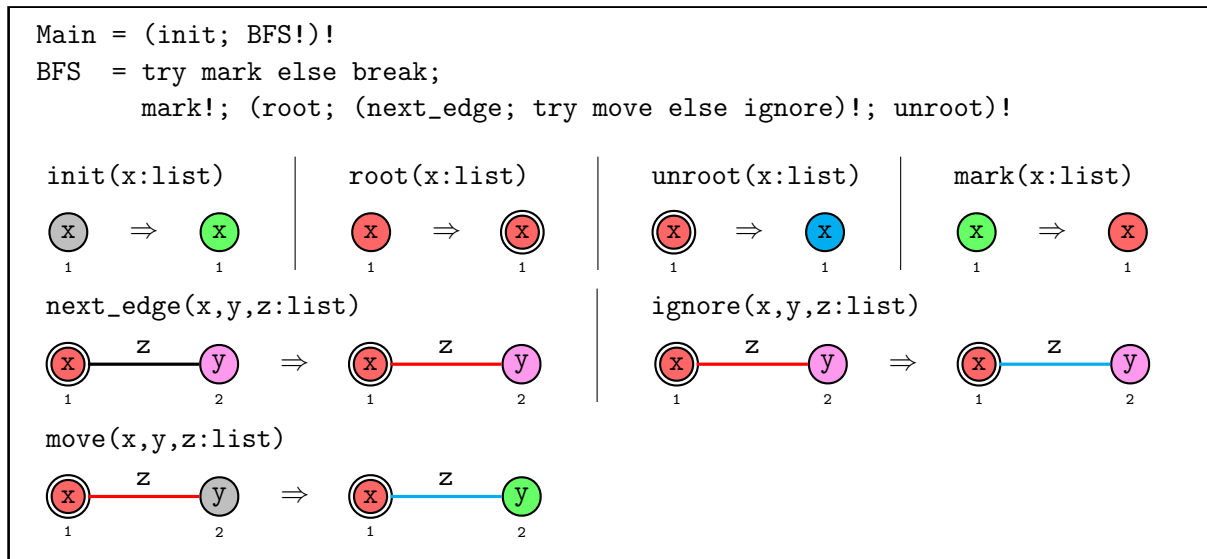 Main = (init; BFS!)!
BFS = try mark else break;
mark!; (root; (next_edge; try move else ignore)!; unroot)!
init(x:list) root(x:list) unroot(x:list) mark(x:list)
x ⇒ x x ⇒ x x ⇒ x x ⇒ x
1 1 1 1 1 1 1 1
next_edge(x,y,z:list) ignore(x,y,z:list)
z z z z
x y ⇒ x y x y ⇒ x y
1 2 1 2 1 2 1 2
move(x,y,z:list)
z z
x y ⇒ x y
1 2 1 2